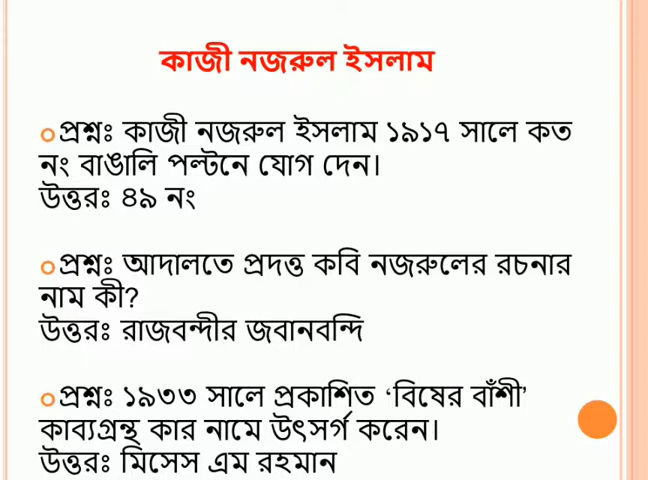 কাজী নজরুল ইসলাম
প্রশ্নঃ কাজী নজরুল ইসলাম ১৯১৭ সালে কত
নং বাঙালি পল্টনে যোগ দেন।
উত্তরঃ ৪৯ নং
প্রশ্নঃ আদালতে প্রদত্ত কবি নজরুলের রচনার
নাম কী?
উত্তরঃ রাজবন্দীর জবানবন্দি
প্রশ্নঃ ১৯৩৩ সালে প্রকাশিত ‘বিষের বাঁশী’
কাব্যগ্রন্থ কার নামে উৎসর্গ করেন।
উত্তরঃ মিসেস এম রহমান